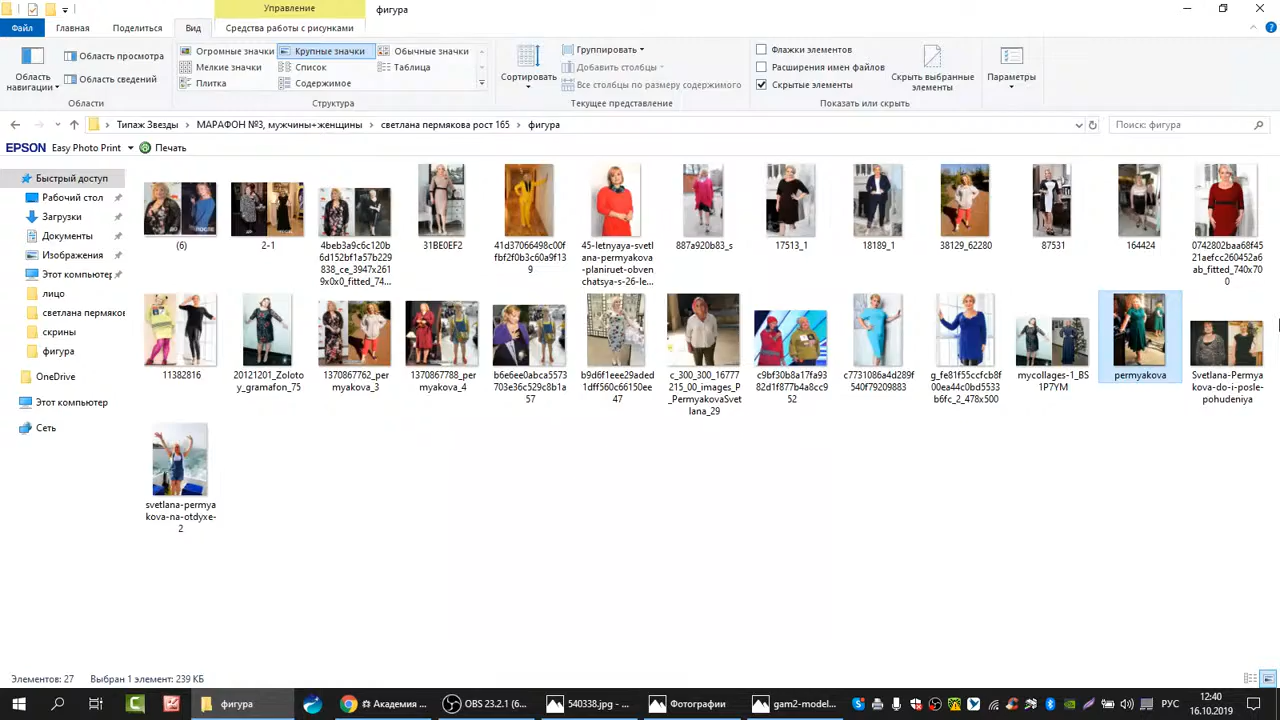 Управление
фигура
Файл
Главная
Поделиться
Вид
Средства работы с рисунками
Область навигации
Область просмотра
Область сведений
Области
Огромные значки
Крупные значки
Обычные значки
Мелкие значки
Список
Таблица
Плитка
Содержимое
Структура
Сортировать
Группировать
Добавить столбцы
Все столбцы по размеру содержимого
Текущее представление
Флажки элементов
Расширения имен файлов
Скрытые элементы
Скрыть выбранные элементы
Показать или скрыть
Параметры
Типаж Звезды
МАРАФОН №3, мужчины+женщины
светлана пермякова рост 165
фигура
Поиск: фигура
EPSON Easy Photo Print
Печать
Быстрый доступ
Рабочий стол
Загрузки
Документы
Изображения
Этот компьютер
лицо
светлана пермяков
скрины
фигура
OneDrive
Этот компьютер
Сеть
(6)
2-1
4beb3a9c6c120b
6d152bf1a57b229
838_ce_3947x261
9x0x0_fitted_74...
31BE0EF2
41d37066498c00f
fbf2f0b3c60a9f13
9
45-letnyaya-svetl
ana-permyakova
-planiruet-obven
chatsya-s-26-le...
887a920b83_s
17513_1
18189_1
38129_62280
87531
164424
0742802baa68f45
21aefcc260452a6
ab_fitted_740x70
0
11382816
20121201_Zoloto
y_gramafon_75
1370867762_per
myakova_3
1370867788_per
myakova_4
b6e6ee0abca5573
703e36c529c8b1a
57
b9d6f1eee29aded
1dff560c66150ee
47
c_300_300_16777
215_00_images_P
_PermyakovaSvet
lana_29
c9bf30b8a17fa93
82d1f877b4a8cc9
52
c7731086a4d289f
540f79209883
g_fe81f55ccfcb8f
00ea44c0bd5533
b6fc_2_478x500
mycollages-1_BS
1P7YM
permyakova
Svetlana-Permya
kova-do-i-posle-
pohudeniya
svetlana-permya
kova-na-otdyxe-
2
Элементов: 27
Выбран 1 элемент: 239 КБ
фигура
Академия ...
OBS 23.2.1 (6...
540338.jpg - ...
Фотографии
gam2-model...
РУС
12:40
16.10.2019